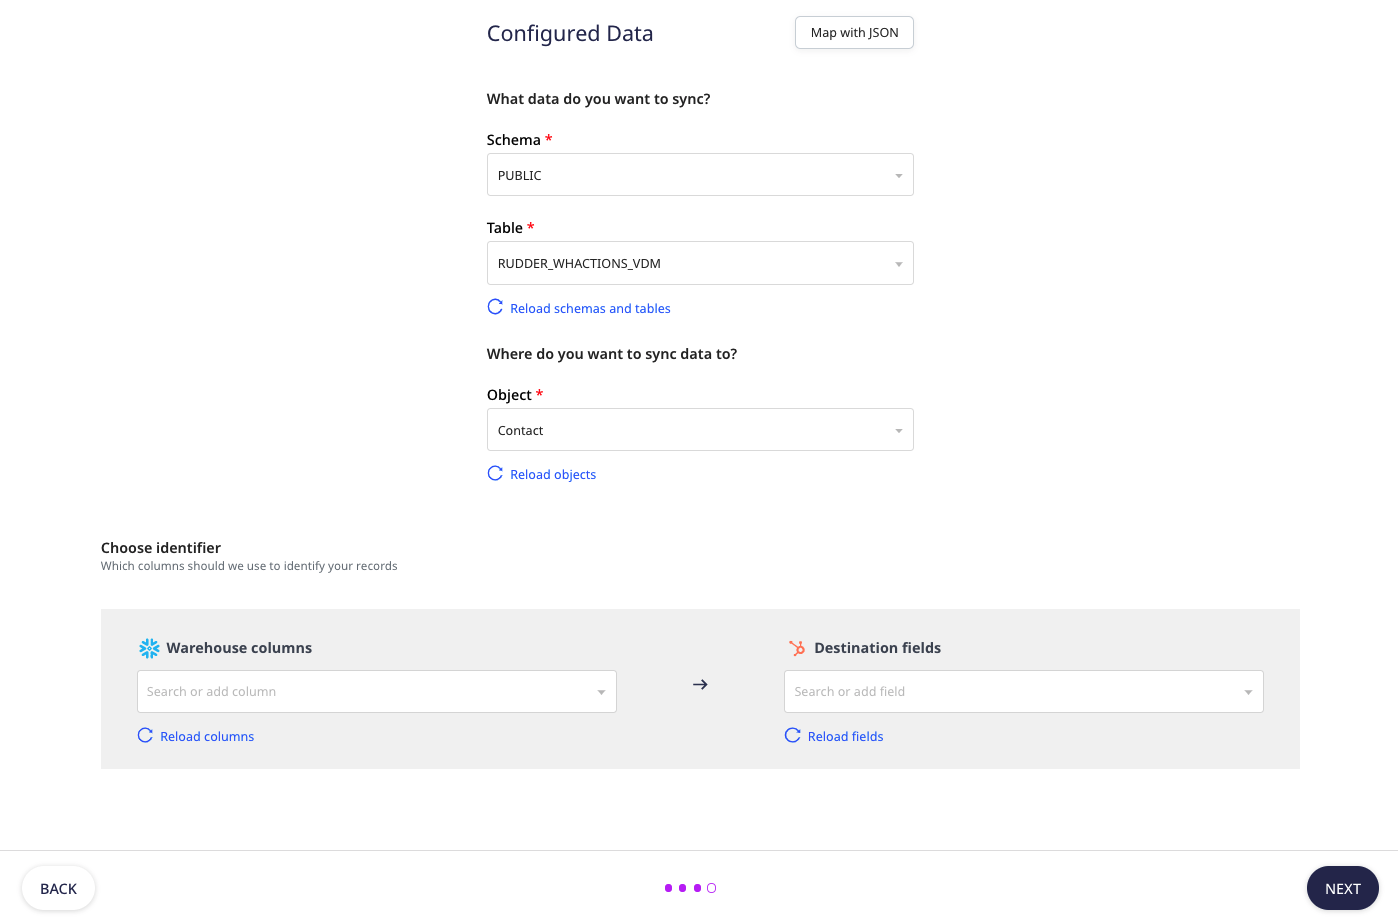 Configured Data
Map with JSON
What data do you want to sync?
Schema *
PUBLIC
Table *
RUDDER_WHACTIONS_VDM
Reload schemas and tables
Where do you want to sync data to?
Object *
Contact
Reload objects
Choose identifier
Which columns should we use to identify your records
Warehouse columns
Destination fields
Search or add column
Search or add field
Reload columns
Reload fields
BACK
NEXT